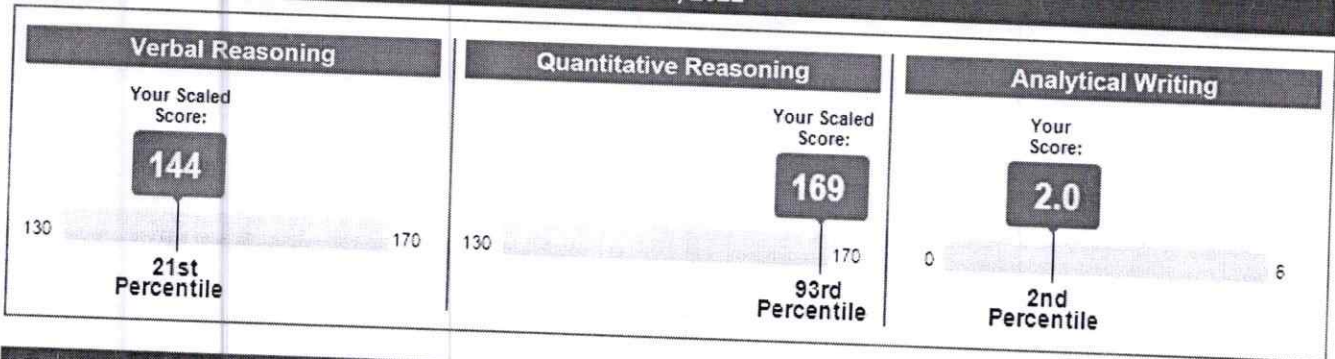 Verbal Reasoning
Your Scaled
Score:
144
130
170
21st
Percentile
Quantitative Reasoning
Your Scaled
Score:
169
130
170
93rd
Percentile
Analytical Writing
Your
Score:
2.0
0
6
2nd
Percentile